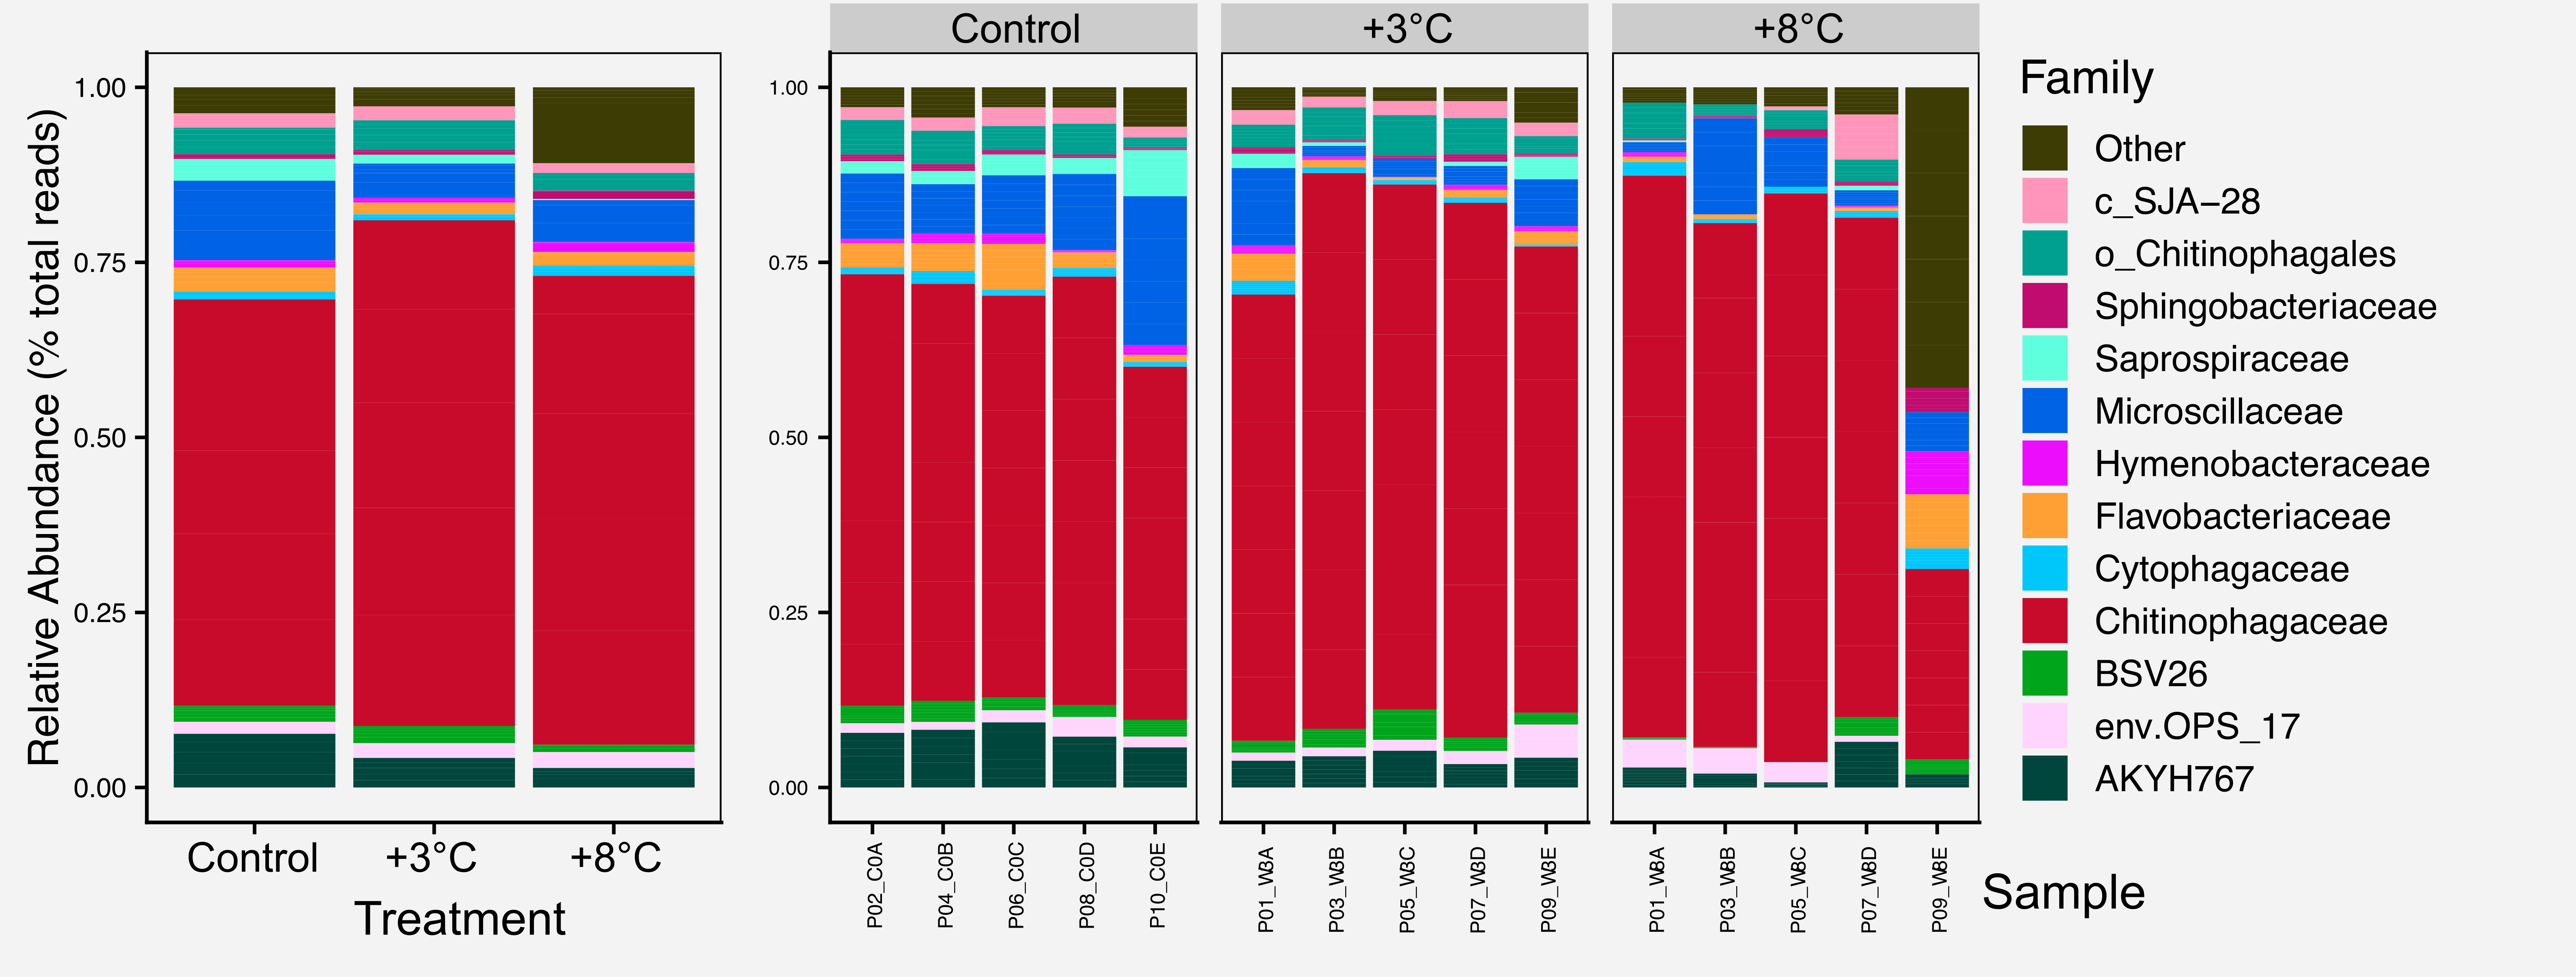 Control
+3°C
+8°C
Relative Abundance (% total reads)
1.00
0.75
0.50
0.25
0.00
Control
+3°C
+8°C
Treatment
1.00
0.75
0.50
0.25
0.00
P02_C0A
P04_C0B
P06_C0C
P08_C0D
P10_C0E
P01_W3A
P03_W3B
P05_W3C
P07_W3D
P09_W3E
P01_W8A
P03_W8B
P05_W8C
P07_W8D
P09_W8E
Sample
Family
Other
c_SJA−28
o_Chitinophagales
Sphingobacteriaceae
Saprospiraceae
Microscillaceae
Hymenobacteraceae
Flavobacteriaceae
Cytophagaceae
Chitinophagaceae
BSV26
env.OPS_17
AKYH767